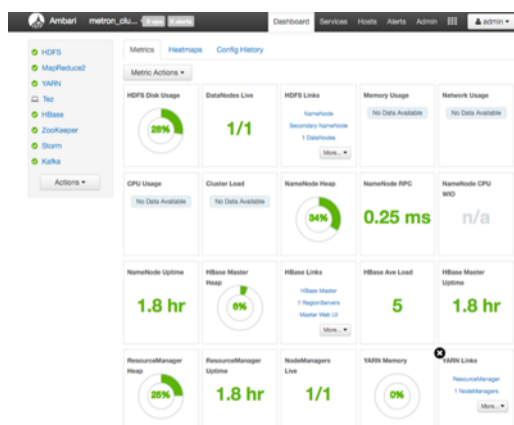 Ambari metron_clu... 0 ops 0 alerts Dashboard Services Hosts Alerts Admin admin
HDFS
MapReduce2
YARN
Tez
HBase
ZooKeeper
Storm
Kafka
Actions
Metrics Heatmaps Config History
Metric Actions
HDFS Disk Usage
28%
DataNodes Live
1/1
HDFS Links
NameNode
Secondary NameNode
1 DataNodes
More...
Memory Usage
No Data Available
Network Usage
No Data Available
CPU Usage
No Data Available
Cluster Load
No Data Available
NameNode Heap
34%
NameNode RPC
0.25 ms
NameNode CPU
WIO
n/a
NameNode Uptime
1.8 hr
HBase Master
Heap
6%
HBase Links
HBase Master
1 RegionServers
Master Web UI
More...
HBase Ave Load
5
HBase Master
Uptime
1.8 hr
ResourceManager
Heap
25%
ResourceManager
Uptime
1.8 hr
NodeManagers
Live
1/1
YARN Memory
0%
YARN Links
ResourceManager
1 NodeManagers
More...